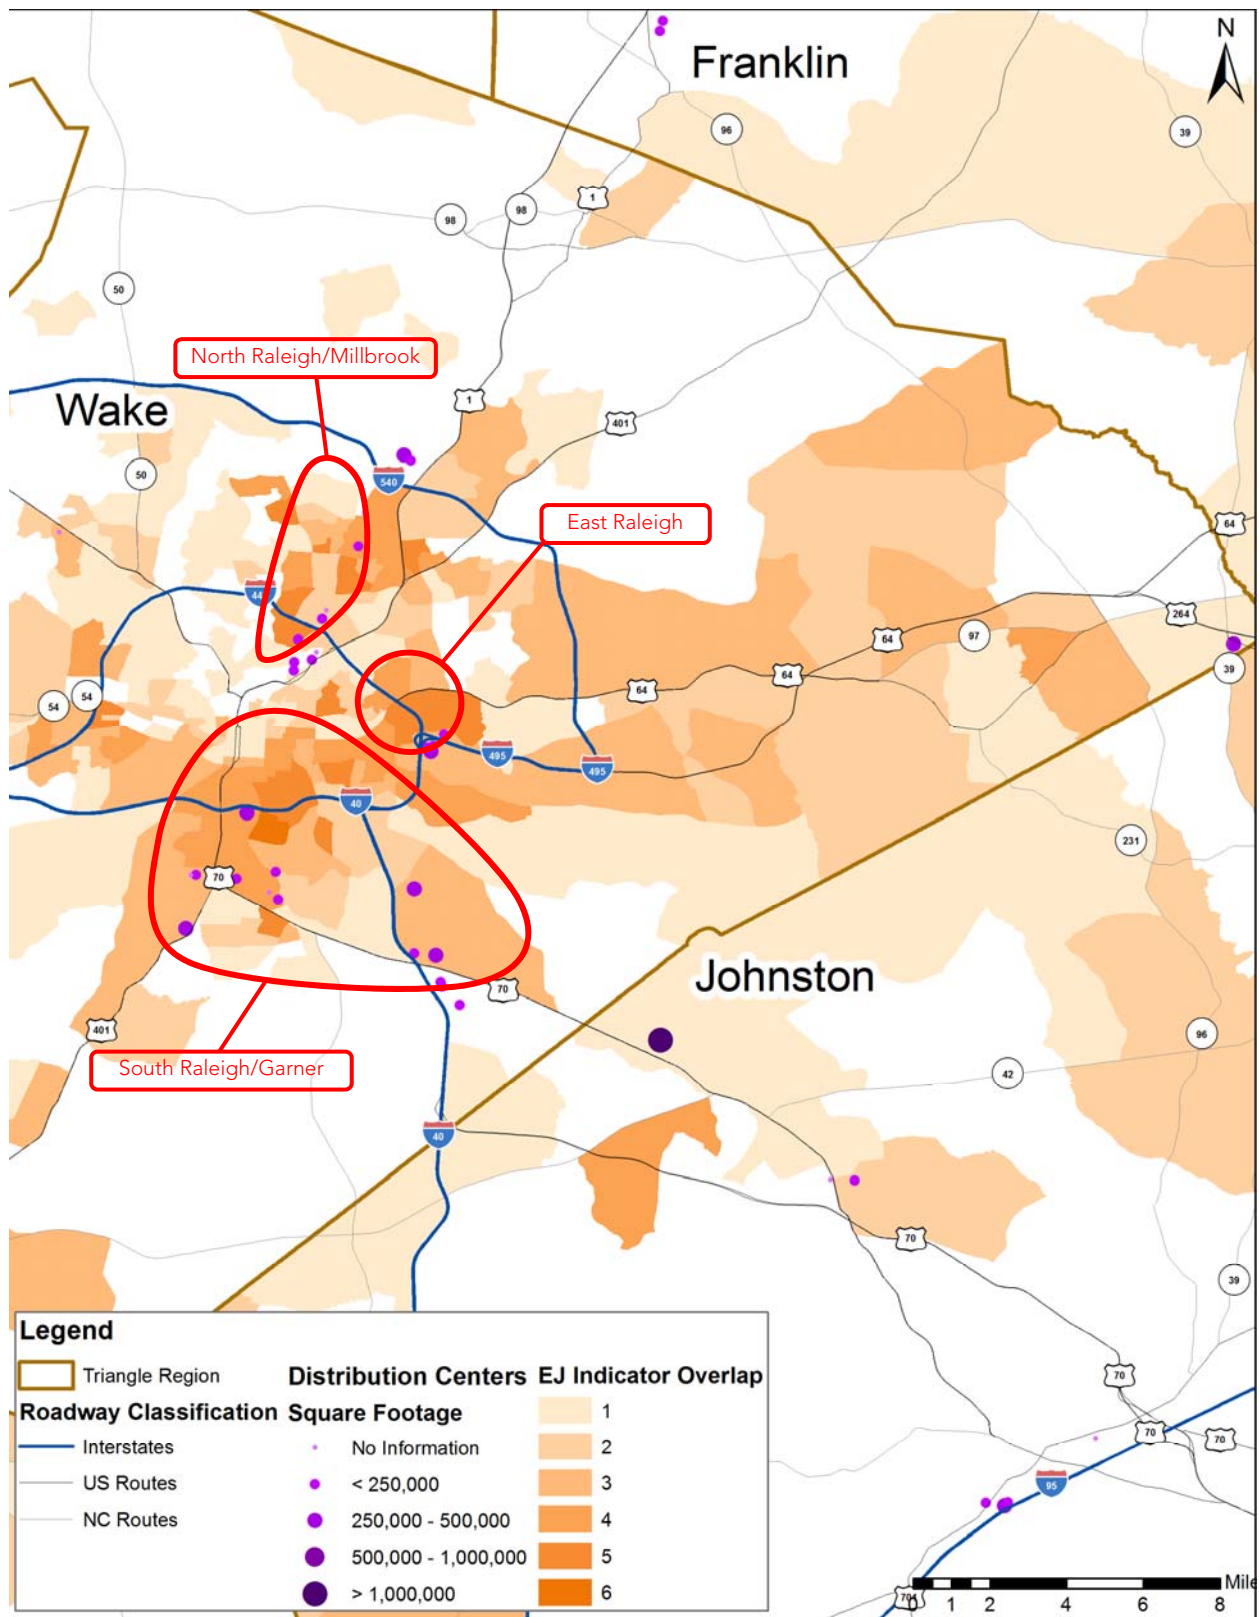 N
Franklin
96
39
1
98
98
50
North Raleigh/Millbrook
Wake
1
401
50
540
East Raleigh
64
44
264
64
97
64
64
39
54
54
495
495
40
231
70
Johnston
70
401
96
South Raleigh/Garner
42
40
70
39
Legend
Triangle Region
Roadway Classification
Interstates
US Routes
NC Routes
Distribution Centers
Square Footage
No Information
< 250,000
250,000 - 500,000
500,000 - 1,000,000
> 1,000,000
EJ Indicator Overlap
1
2
3
4
5
6
70
70
70
95
Mile
0 1 2 4 6 8